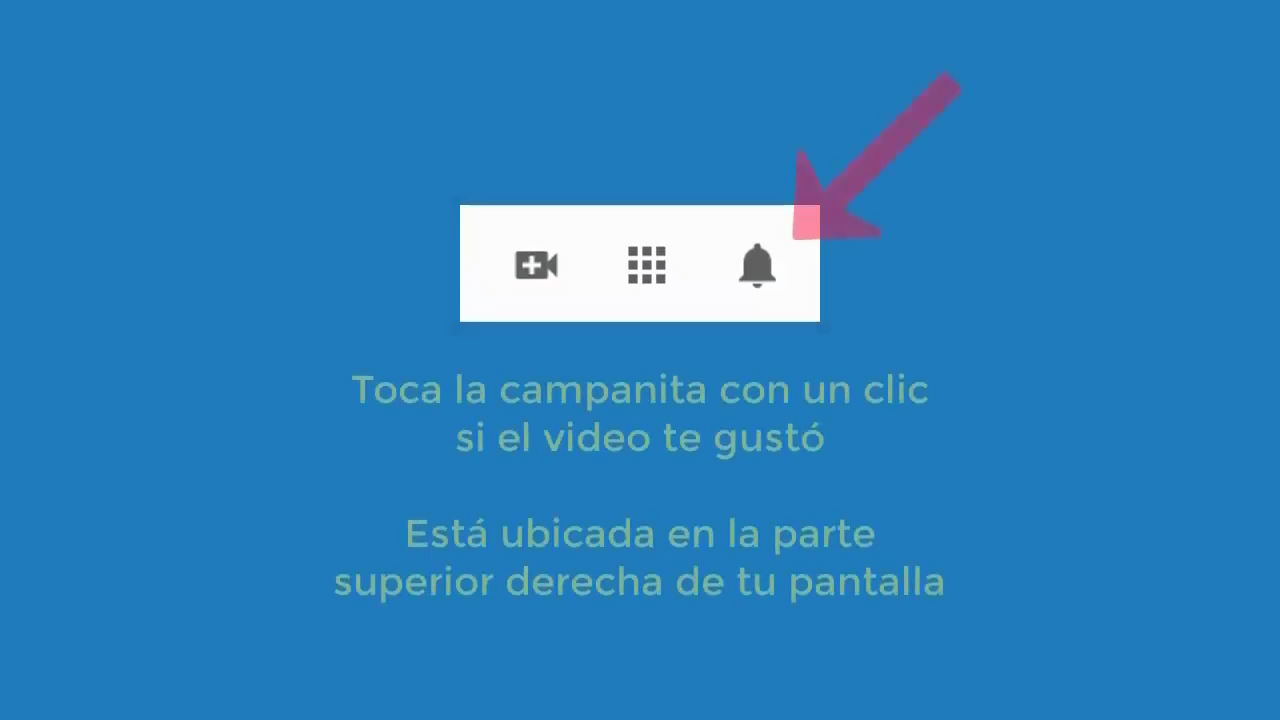 Toca la campanita con un clic
si el video te gustó
Está ubicada en la parte
superior derecha de tu pantalla